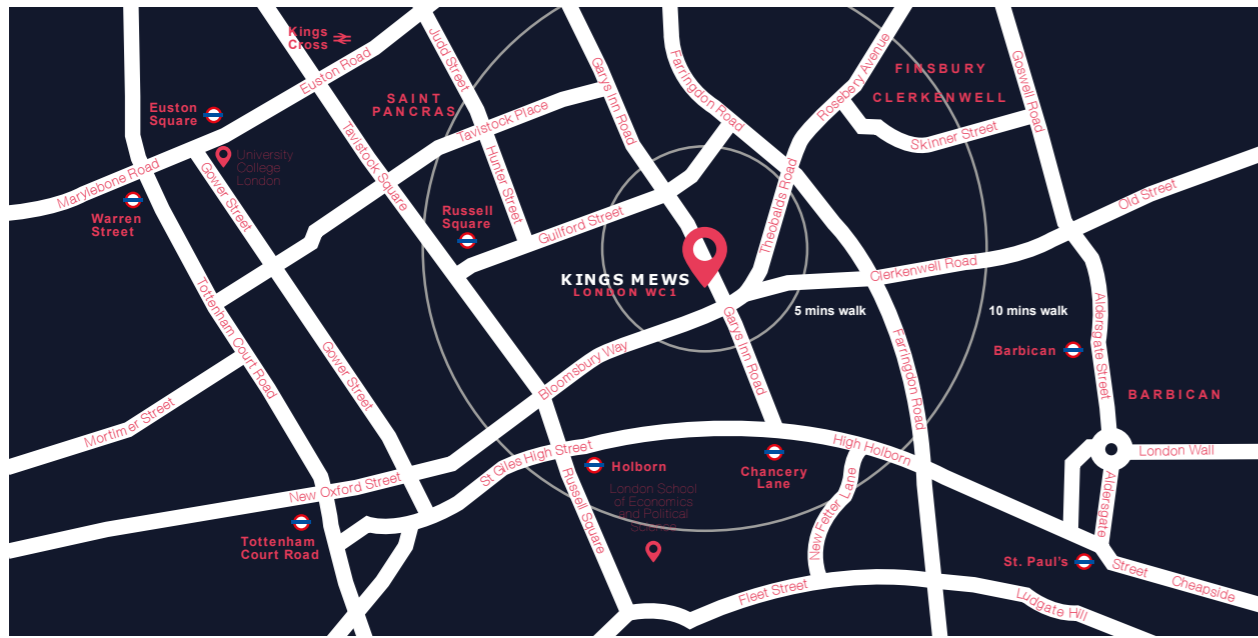 Kings
Cross
Euston Road
Judd Street
Garys Inn Road
Farringdon Road
Rosebery Avenue
FINSBURY
CLERKENWELL
Goswell Road
Euston
Square
SAINT
PANCRAS
Tavistock Place
Skinner Street
University
College
London
Marylebone Road
Gower Street
Tavistock Square
Hunter Street
Theobalds Road
Old Street
Warren
Street
Russell
Square
Guilford Street
KINGS MEWS
LONDON WC1
Clerkenwell Road
5 mins walk
10 mins walk
Tottenham Court Road
Gower Street
Bloomsbury Way
Garys Inn Road
Farringdon Road
Aldersgate Street
Barbican
BARBICAN
Mortimer Street
St Giles High Street
High Holborn
London Wall
New Oxford Street
Holborn
Chancery
Lane
Russell Square
London School
of Economics
and Political
Science
New Fetter Lane
Aldersgate
Tottenham
Court Road
St. Paul's
Street
Cheapside
Fleet Street
Ludgate Hill